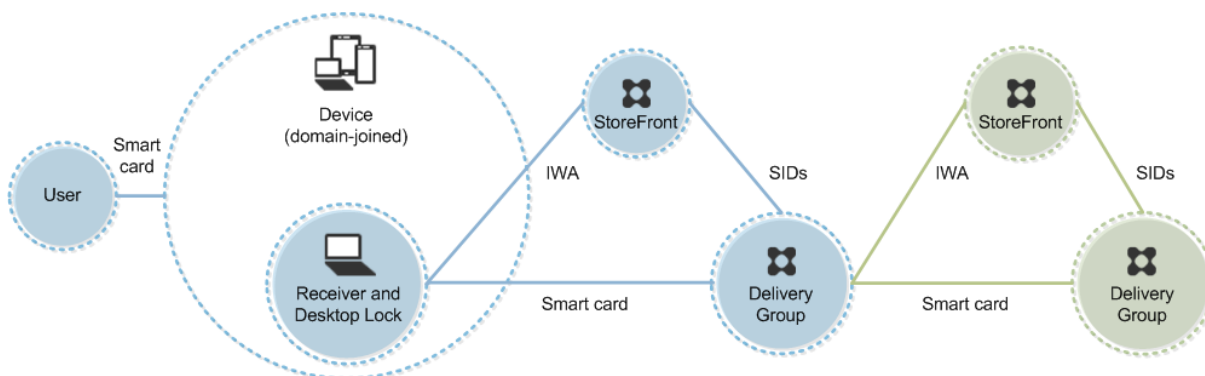 User
Smart
card
Device
(domain-joined)
Receiver and
Desktop Lock
IWA
StoreFront
SIDs
Smart card
Delivery
Group
IWA
StoreFront
SIDs
Smart card
Delivery
Group